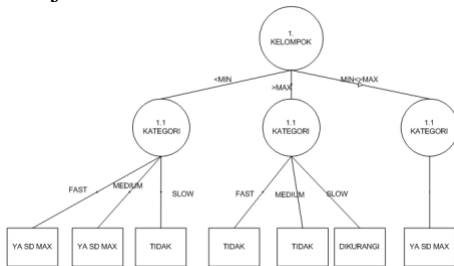 1.
KELOMPOK
<MIN
>MAX
MIN<>MAX
1.1
KATEGORI
1.1
KATEGORI
1.1
KATEGORI
FAST
MEDIUM
SLOW
FAST
MEDIUM
SLOW
YA SD MAX
YA SD MAX
TIDAK
TIDAK
TIDAK
DIKURANGI
YA SD MAX